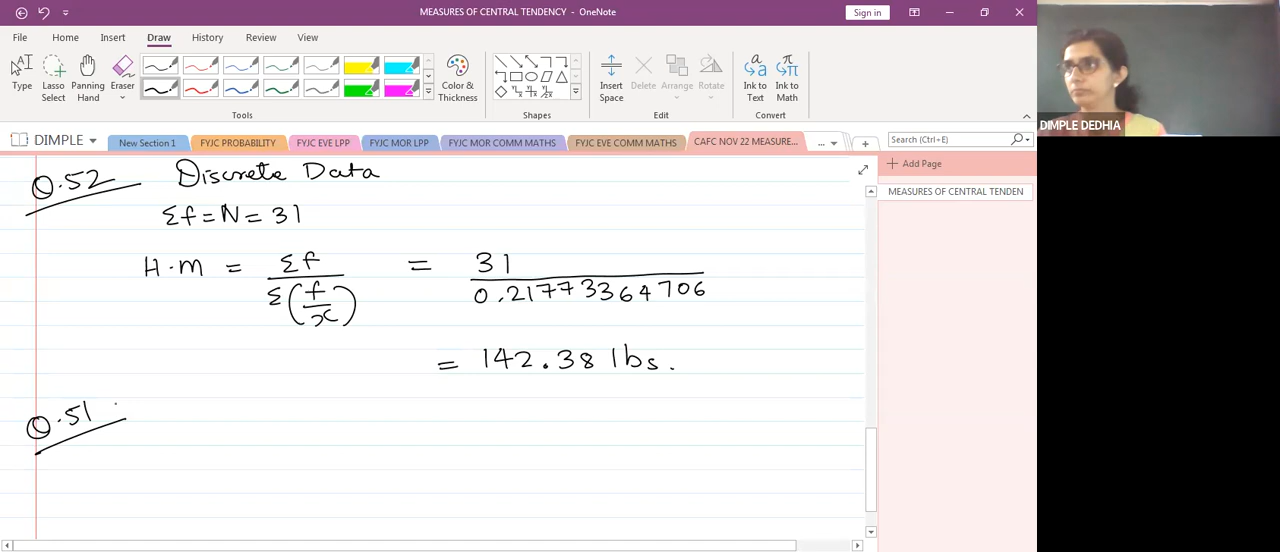 MEASURES OF CENTRAL TENDENCY - OneNote
Sign in
File Home Insert Draw History Review View
Type
Lasso Select
Panning Hand
Eraser
Color & Thickness
Insert Space
Delete
Arrange
Rotate
Ink to Text
Ink to Math
Tools
Shapes
Edit
Convert
DIMPLE
New Section 1
FYJC PROBABILITY
FYJC EVE LPP
FYJC MOR LPP
FYJC MOR COMM MATHS
FYJC EVE COMM MATHS
CAFC NOV 22 MEASURE...
...
Search (Ctrl+E)
Add Page
MEASURES OF CENTRAL TENDEN
DIMPLE DEDHIA
Q.52 Discrete Data
Σf = N = 31
H.m = Σf / Σ(f/x) = 31 / 0.21773364706
= 142.38 lbs.
Q.51